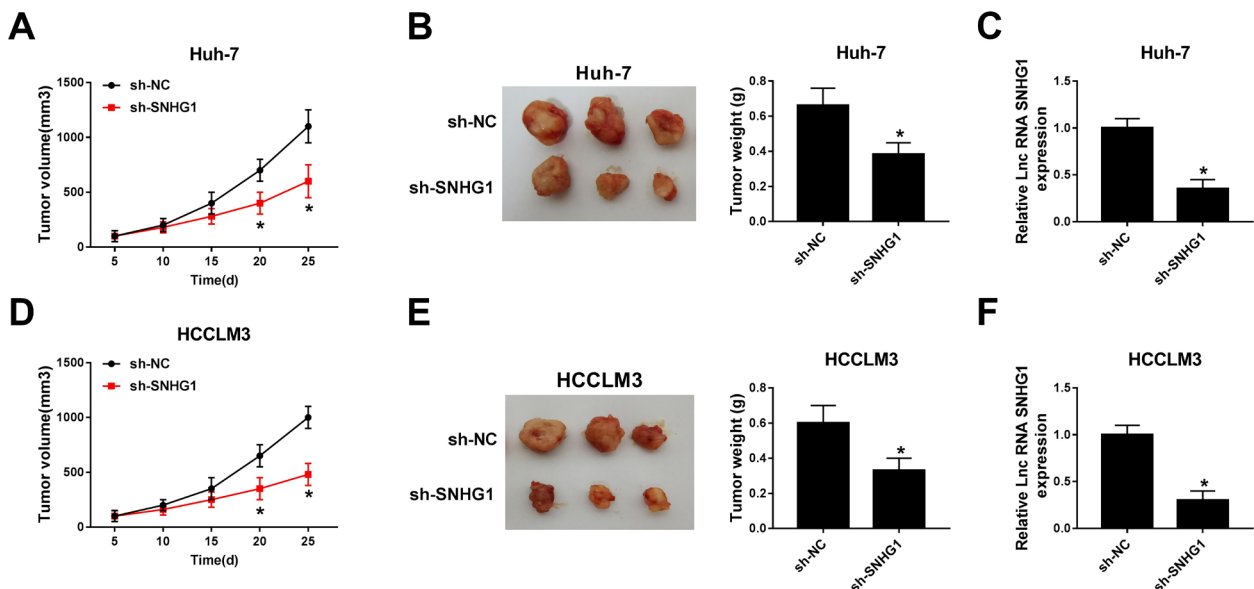 A
Huh-7
Tumor volume(mm3)
1500
1000
500
0
sh-NC
sh-SNHG1
*
*
5 10 15 20 25
Time(d)
B
Huh-7
sh-NC
sh-SNHG1
Huh-7
Tumor weight (g)
0.8
0.6
0.4
0.2
0.0
*
sh-NC
sh-SNHG1
C
Huh-7
Relative Lnc RNA SNHG1
expression
1.5
1.0
0.5
0.0
*
sh-NC
sh-SNHG1
D
HCCLM3
Tumor volume(mm3)
1500
1000
500
0
sh-NC
sh-SNHG1
*
*
5 10 15 20 25
Time(d)
E
HCCLM3
sh-NC
sh-SNHG1
HCCLM3
Tumor weight (g)
0.8
0.6
0.4
0.2
0.0
*
sh-NC
sh-SNHG1
F
HCCLM3
Relative Lnc RNA SNHG1
expression
1.5
1.0
0.5
0.0
*
sh-NC
sh-SNHG1